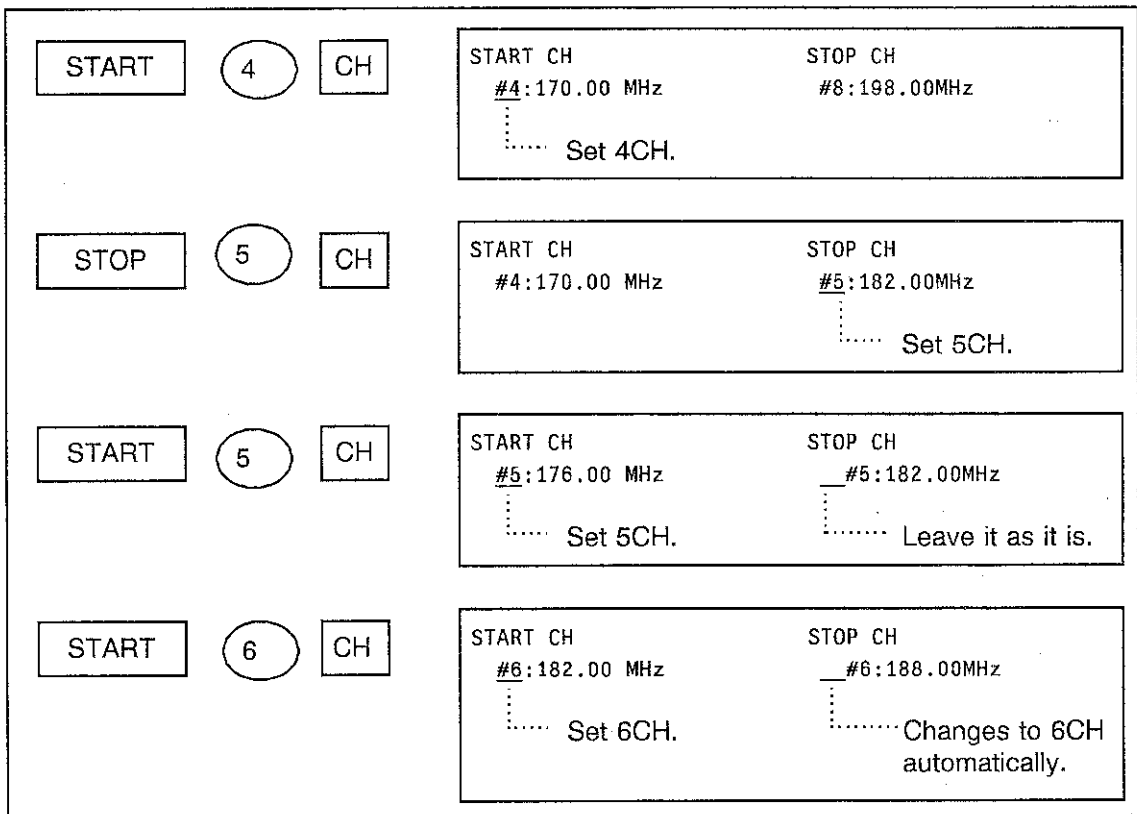 START 4 CH
START CH STOP CH
#4:170.00 MHz #8:198.00MHz
Set 4CH.
STOP 5 CH
START CH STOP CH
#4:170.00 MHz #5:182.00MHz
Set 5CH.
START 5 CH
START CH STOP CH
#5:176.00 MHz #5:182.00MHz
Set 5CH. Leave it as it is.
START 6 CH
START CH STOP CH
#6:182.00 MHz #6:188.00MHz
Set 6CH. Changes to 6CH
automatically.